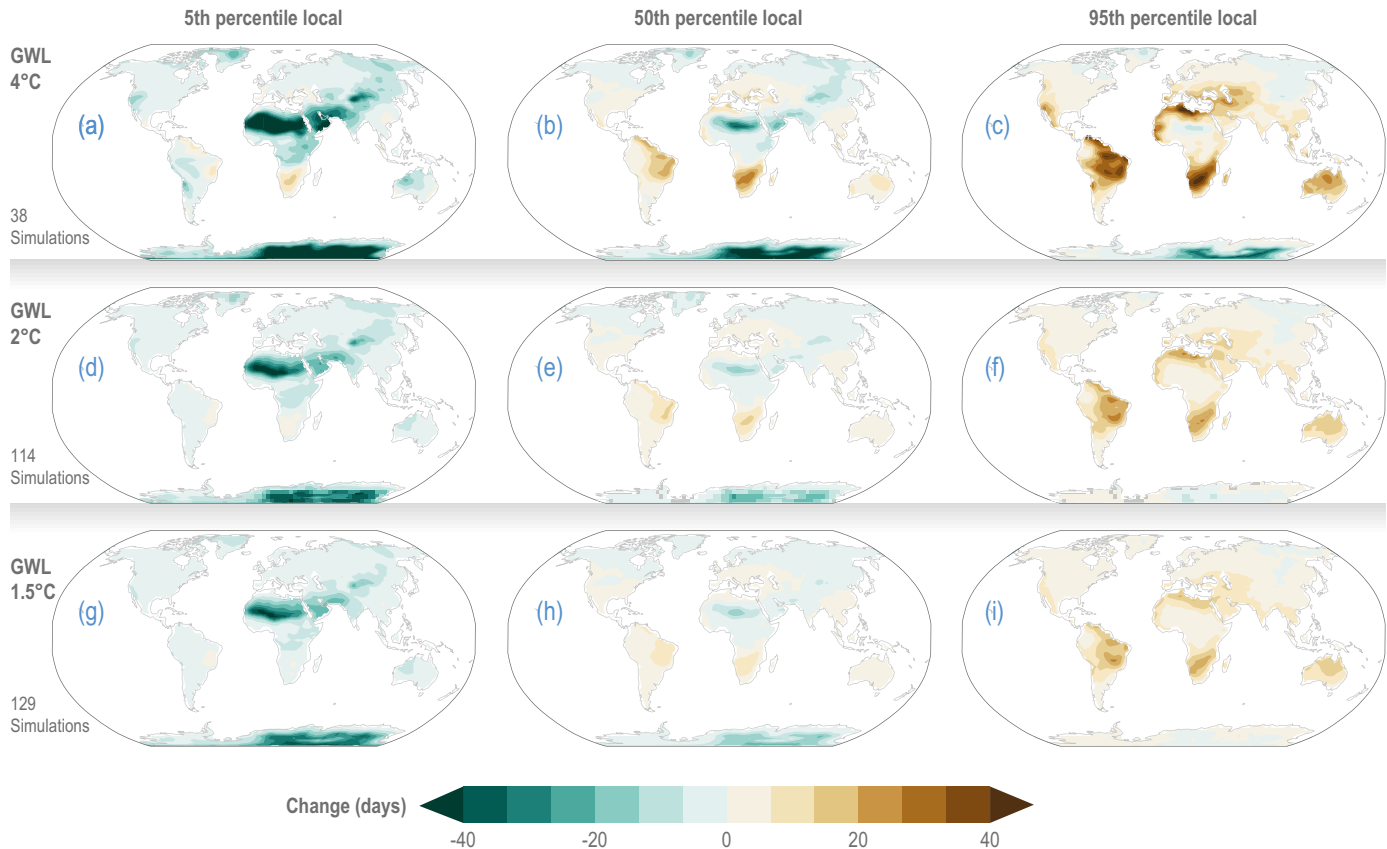 5th percentile local
50th percentile local
95th percentile local
GWL
4°C
(a)
(b)
(c)
38
Simulations
GWL
2°C
(d)
(e)
(f)
114
Simulations
GWL
1.5°C
(g)
(h)
(i)
129
Simulations
Change (days)
-40
-20
0
20
40